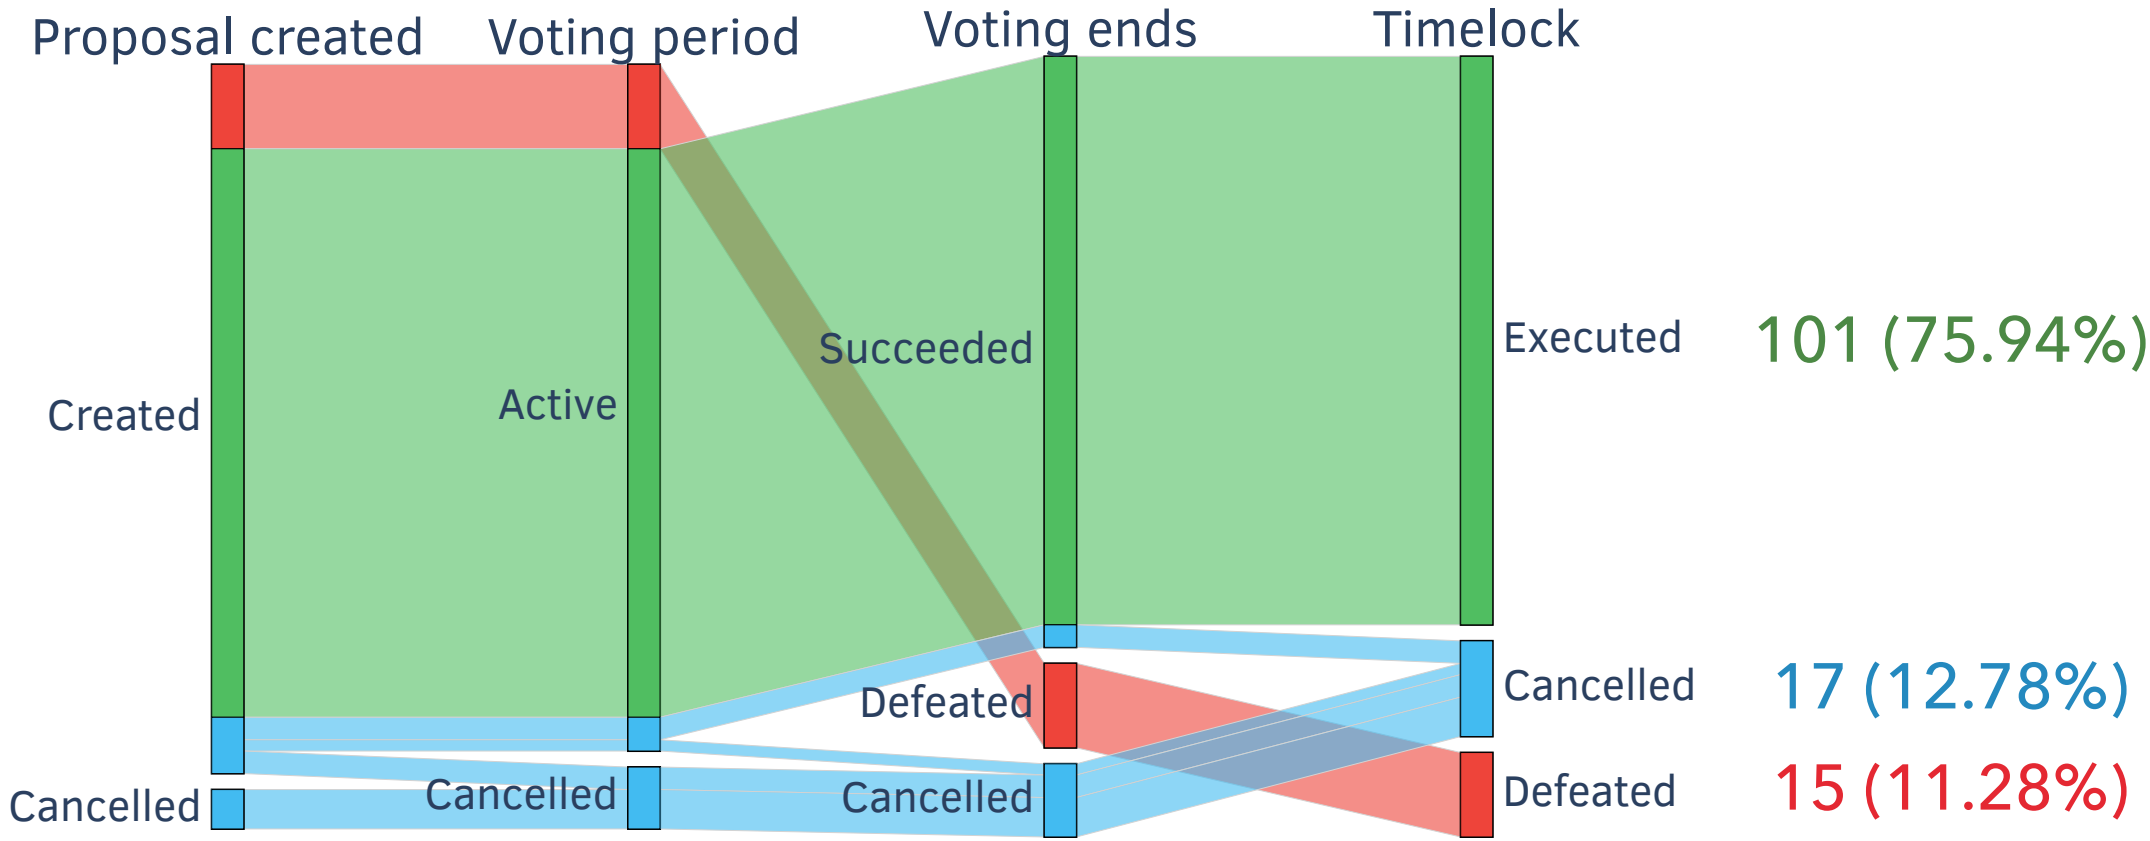 Proposal created
Voting period
Voting ends
Timelock
Created
Active
Succeeded
Executed
101 (75.94%)
Defeated
Cancelled
17 (12.78%)
Cancelled
Cancelled
Cancelled
Defeated
15 (11.28%)